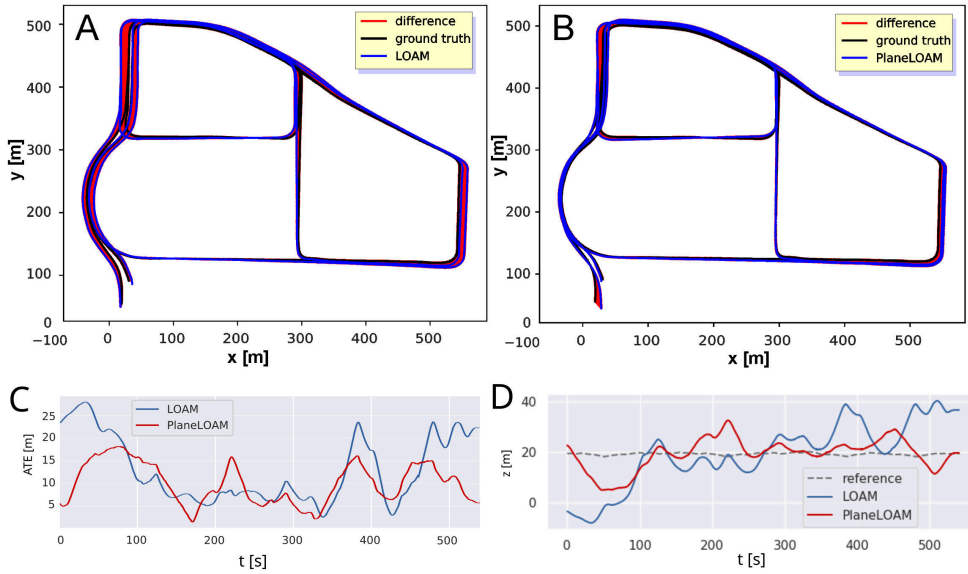 A
difference
ground truth
LOAM
500
400
300
200
100
0
y [m]
−100 0 100 200 300 400 500
x [m]
B
difference
ground truth
PlaneLOAM
500
400
300
200
100
0
y [m]
−100 0 100 200 300 400 500
x [m]
C
LOAM
PlaneLOAM
25
20
15
10
5
ATE [m]
0 100 200 300 400 500
t [s]
D
40
20
0
z [m]
reference
LOAM
PlaneLOAM
0 100 200 300 400 500
t [s]